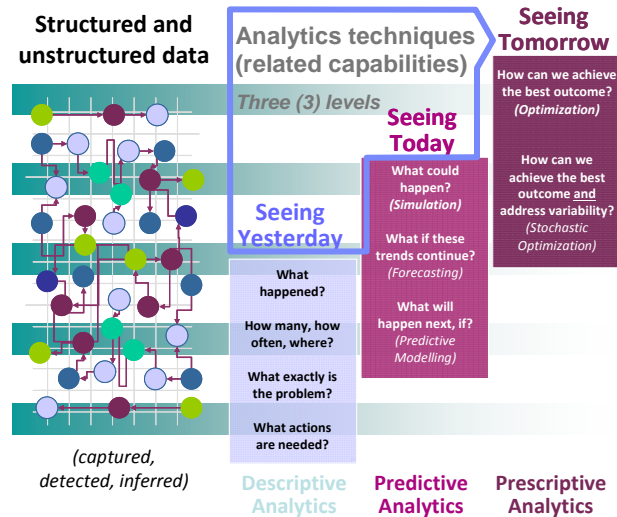 Structured and
unstructured data
(captured,
detected, inferred)
Analytics techniques
(related capabilities)
Three (3) levels
Seeing
Yesterday
What
happened?
How many, how
often, where?
What exactly is
the problem?
What actions
are needed?
Descriptive
Analytics
Seeing
Today
What could
happen?
(Simulation)
What if these
trends continue?
(Forecasting)
What will
happen next, if?
(Predictive
Modelling)
Predictive
Analytics
Seeing
Tomorrow
How can we achieve
the best outcome?
(Optimization)
How can we
achieve the best
outcome and
address variability?
(Stochastic
Optimization)
Prescriptive
Analytics